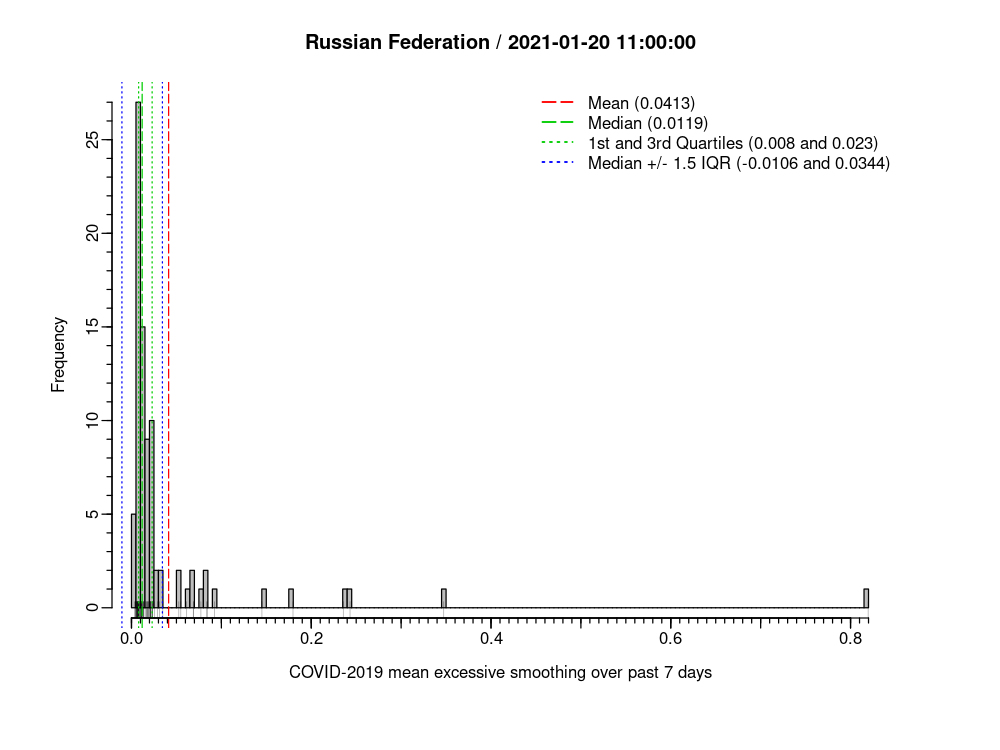 Russian Federation / 2021-01-20 11:00:00
Mean (0.0413)
Median (0.0119)
1st and 3rd Quartiles (0.008 and 0.023)
Median +/- 1.5 IQR (-0.0106 and 0.0344)
Frequency
25
20
15
10
5
0
0.0 0.2 0.4 0.6 0.8
COVID-2019 mean excessive smoothing over past 7 days